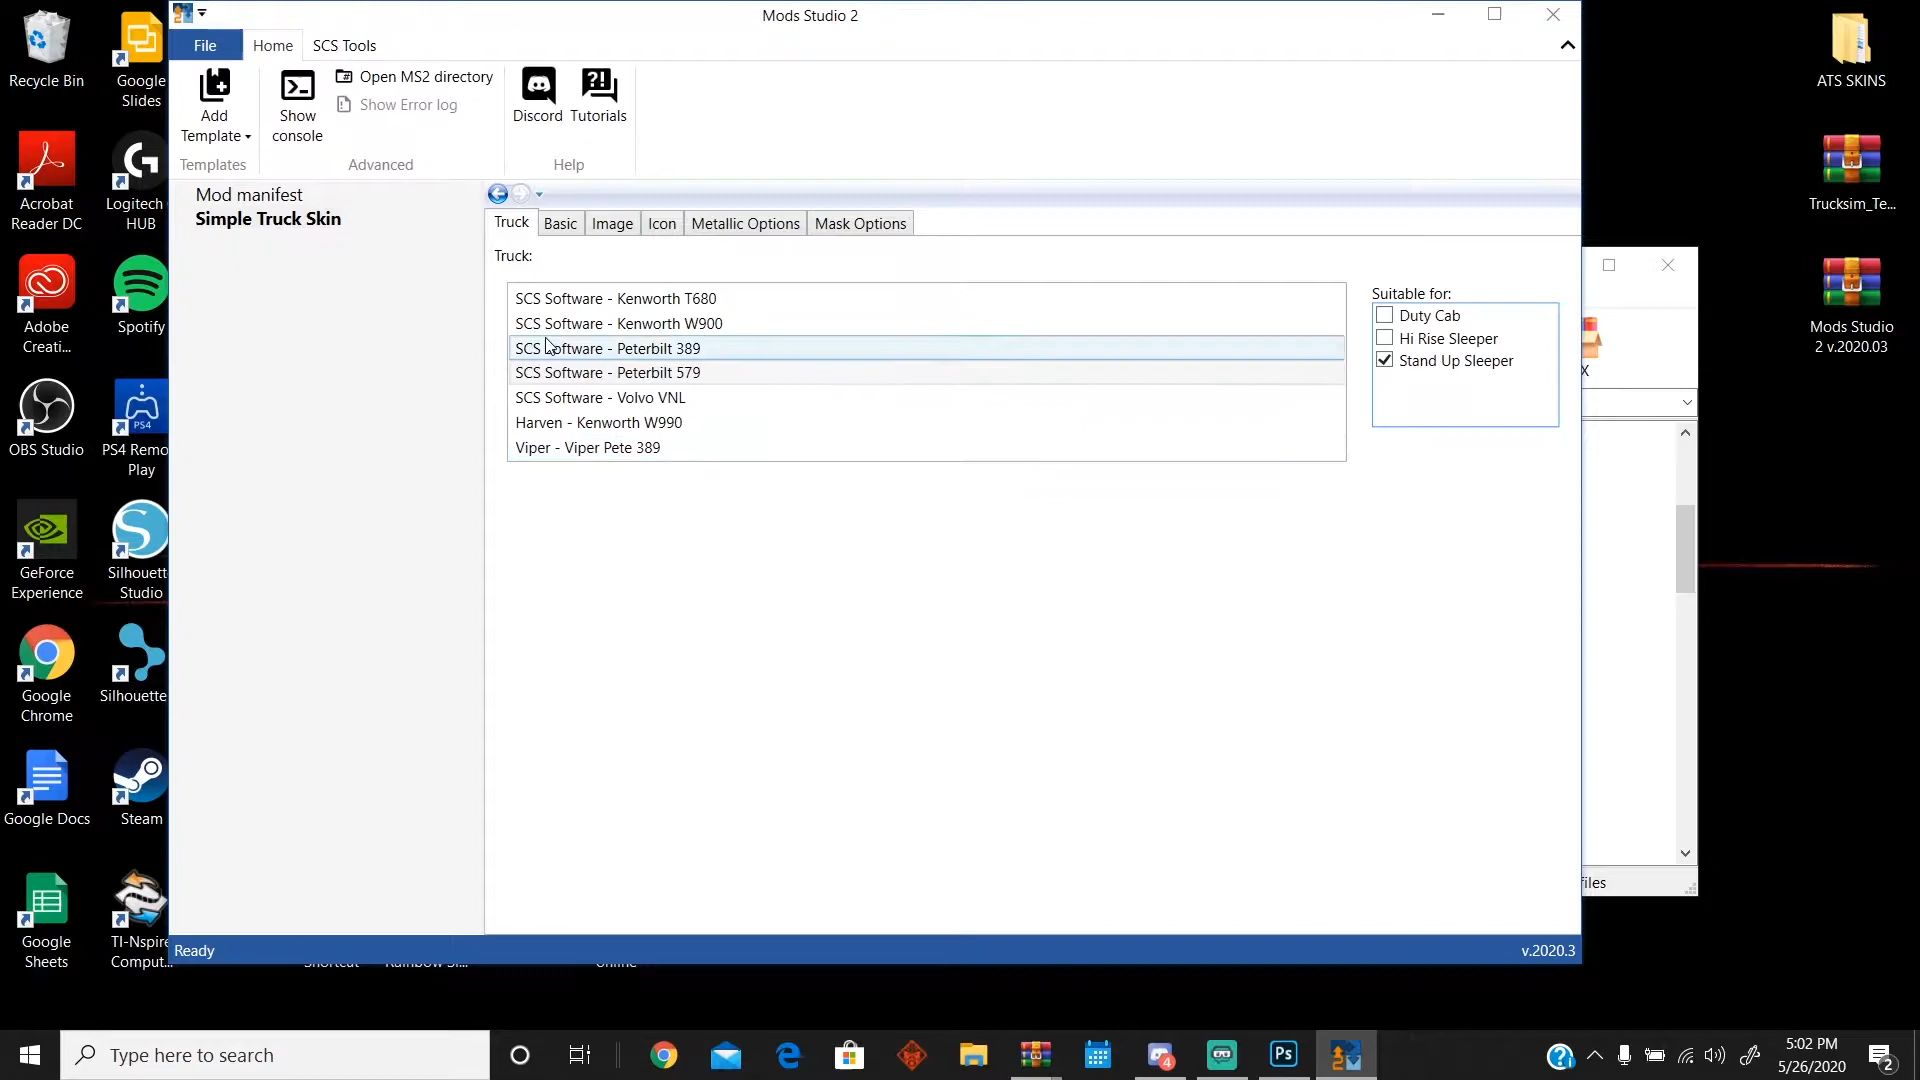 Mods Studio 2
File
Home
SCS Tools
Add
Template
Show
console
Open MS2 directory
Show Error log
Discord
Tutorials
Templates
Advanced
Help
Mod manifest
Simple Truck Skin
Truck
Basic
Image
Icon
Metallic Options
Mask Options
Truck:
SCS Software - Kenworth T680
SCS Software - Kenworth W900
SCS Software - Peterbilt 389
SCS Software - Peterbilt 579
SCS Software - Volvo VNL
Harven - Kenworth W990
Viper - Viper Pete 389
Suitable for:
Duty Cab
Hi Rise Sleeper
Stand Up Sleeper
Ready
v.2020.3
Recycle Bin
Google
Slides
Acrobat
Reader DC
Logitech
HUB
Adobe
Creati...
Spotify
OBS Studio
PS4 Remo
Play
PS4
GeForce
Experience
Silhouett
Studio
Google
Chrome
Silhouette
Google Docs
Steam
Google
Sheets
TI-Nspire
Comput...
ATS SKINS
Trucksim_Te...
Mods Studio
2 v.2020.03
X
files
Type here to search
Ps
4
5:02 PM
5/26/2020
2